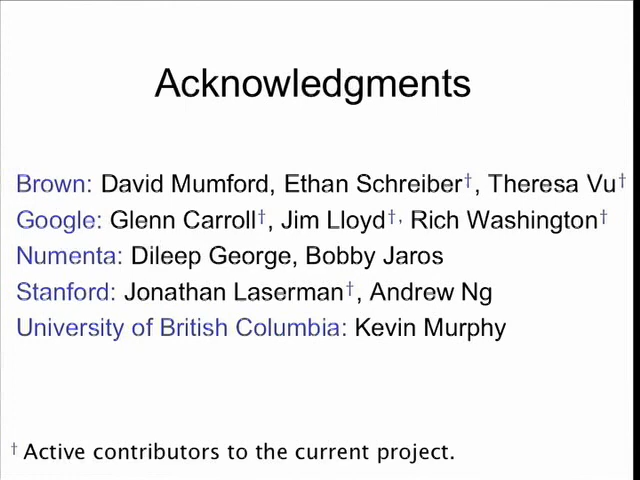 Acknowledgments
Brown: David Mumford, Ethan Schreiber†, Theresa Vu†
Google: Glenn Carroll†, Jim Lloyd†, Rich Washington†
Numenta: Dileep George, Bobby Jaros
Stanford: Jonathan Laserman†, Andrew Ng
University of British Columbia: Kevin Murphy
† Active contributors to the current project.